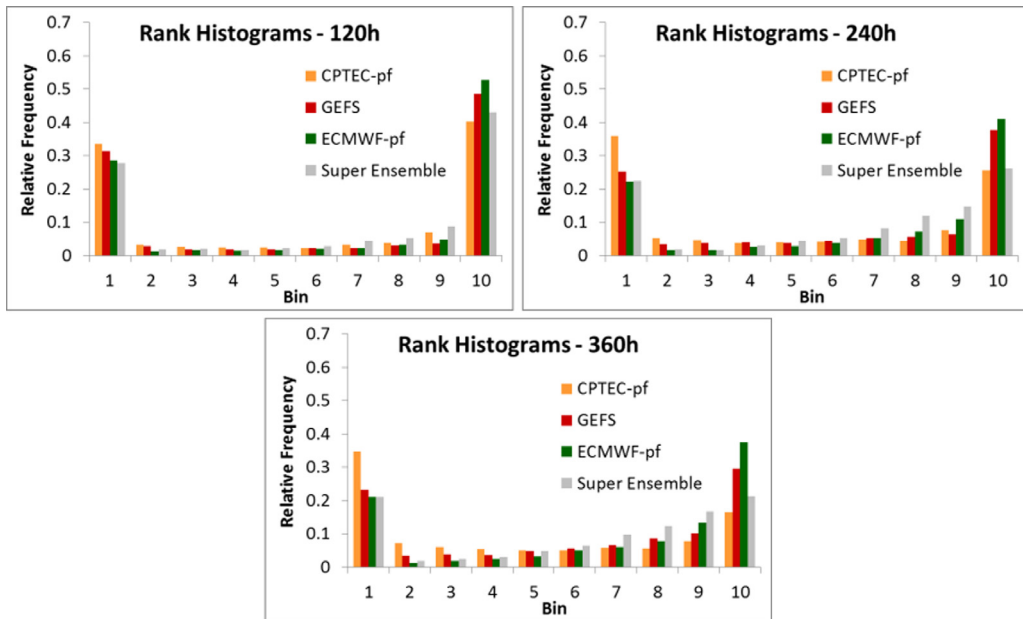 Rank Histograms - 120h
Relative Frequency
0.7
0.6
0.5
0.4
0.3
0.2
0.1
0
CPTEC-pf
GEFS
ECMWF-pf
Super Ensemble
1 2 3 4 5 6 7 8 9 10
Bin
Rank Histograms - 240h
Relative Frequency
0.7
0.6
0.5
0.4
0.3
0.2
0.1
0
CPTEC-pf
GEFS
ECMWF-pf
Super Ensemble
1 2 3 4 5 6 7 8 9 10
Bin
Rank Histograms - 360h
Relative Frequency
0.7
0.6
0.5
0.4
0.3
0.2
0.1
0
CPTEC-pf
GEFS
ECMWF-pf
Super Ensemble
1 2 3 4 5 6 7 8 9 10
Bin